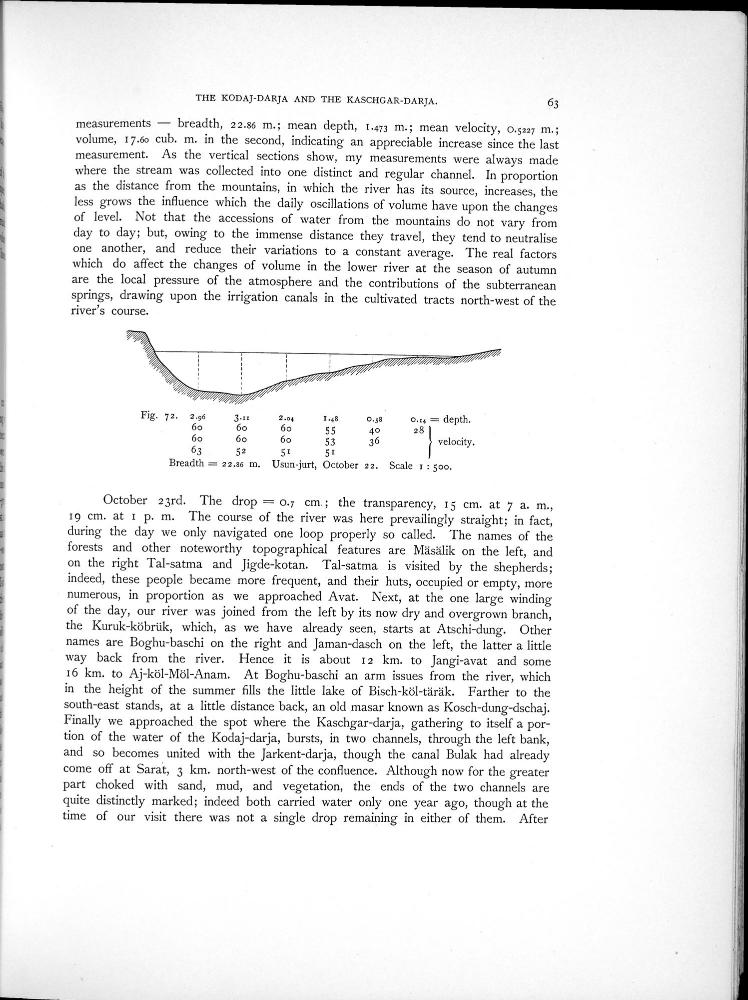 THE KODAJ-DARJA AND THE KASCHGAR-DARJA. 63
measurements — breadth, 22.86 m.; mean depth, 1.473 m.; mean velocity, 0.5227 m.;
volume, 17.60 cub. m. in the second, indicating an appreciable increase since the last
measurement. As the vertical sections show, my measurements were always made
where the stream was collected into one distinct and regular channel. In proportion
as the distance from the mountains, in which the river has its source, increases, the
less grows the influence which the daily oscillations of volume have upon the changes
of level. Not that the accessions of water from the mountains do not vary from
day to day; but, owing to the immense distance they travel, they tend to neutralise
one another, and reduce their variations to a constant average. The real factors
which do affect the changes of volume in the lower river at the season of autumn
are the local pressure of the atmosphere and the contributions of the subterranean
springs, drawing upon the irrigation canals in the cultivated tracts north-west of the
river's course.
Fig. 72. 2.96 3.11 2.04 1.48 0.58 0.14 = depth.
60 60 60 55 40 28
60 60 60 53 36 velocity.
63 52 51 51
Breadth = 22.86 m. Usun-jurt, October 22. Scale 1 : 500.
October 23rd. The drop = 0.7 cm.; the transparency, 15 cm. at 7 a. m.,
19 cm. at 1 p. m. The course of the river was here prevailingly straight; in fact,
during the day we only navigated one loop properly so called. The names of the
forests and other noteworthy topographical features are Mäsälik on the left, and
on the right Tal-satma and Jigde-kotan. Tal-satma is visited by the shepherds;
indeed, these people became more frequent, and their huts, occupied or empty, more
numerous, in proportion as we approached Avat. Next, at the one large winding
of the day, our river was joined from the left by its now dry and overgrown branch,
the Kuruk-köbrük, which, as we have already seen, starts at Atschi-dung. Other
names are Boghu-baschi on the right and Jaman-dasch on the left, the latter a little
way back from the river. Hence it is about 12 km. to Jangi-avat and some
16 km. to Aj-köl-Möl-Anam. At Boghu-baschi an arm issues from the river, which
in the height of the summer fills the little lake of Bisch-köl-täräk. Farther to the
south-east stands, at a little distance back, an old masar known as Kosch-dung-dschaj.
Finally we approached the spot where the Kaschgar-darja, gathering to itself a por-
tion of the water of the Kodaj-darja, bursts, in two channels, through the left bank,
and so becomes united with the Jarkent-darja, though the canal Bulak had already
come off at Sarat, 3 km. north-west of the confluence. Although now for the greater
part choked with sand, mud, and vegetation, the ends of the two channels are
quite distinctly marked; indeed both carried water only one year ago, though at the
time of our visit there was not a single drop remaining in either of them. After